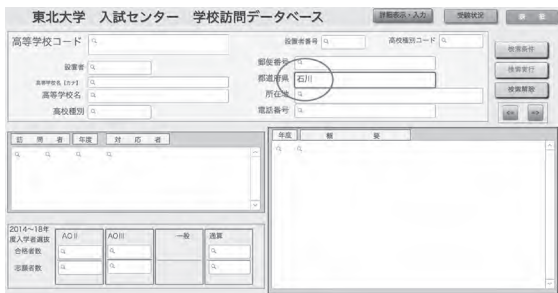 東北大学 入試センター 学校訪問データベース
詳細表示・入力
受験状況
高等学校コード
設置者番号
高校種別コード
設置者
郵便番号
高等学校名【カナ】
都道府県 石川
高等学校名
所在地
高校種別
電話番号
検索条件
検索実行
検索解除
<=
=>
訪問者 年度 対応者
年度 概要
2014～18年
度入学者選抜
AOII AOIII 一般 通算
合格者数
志願者数